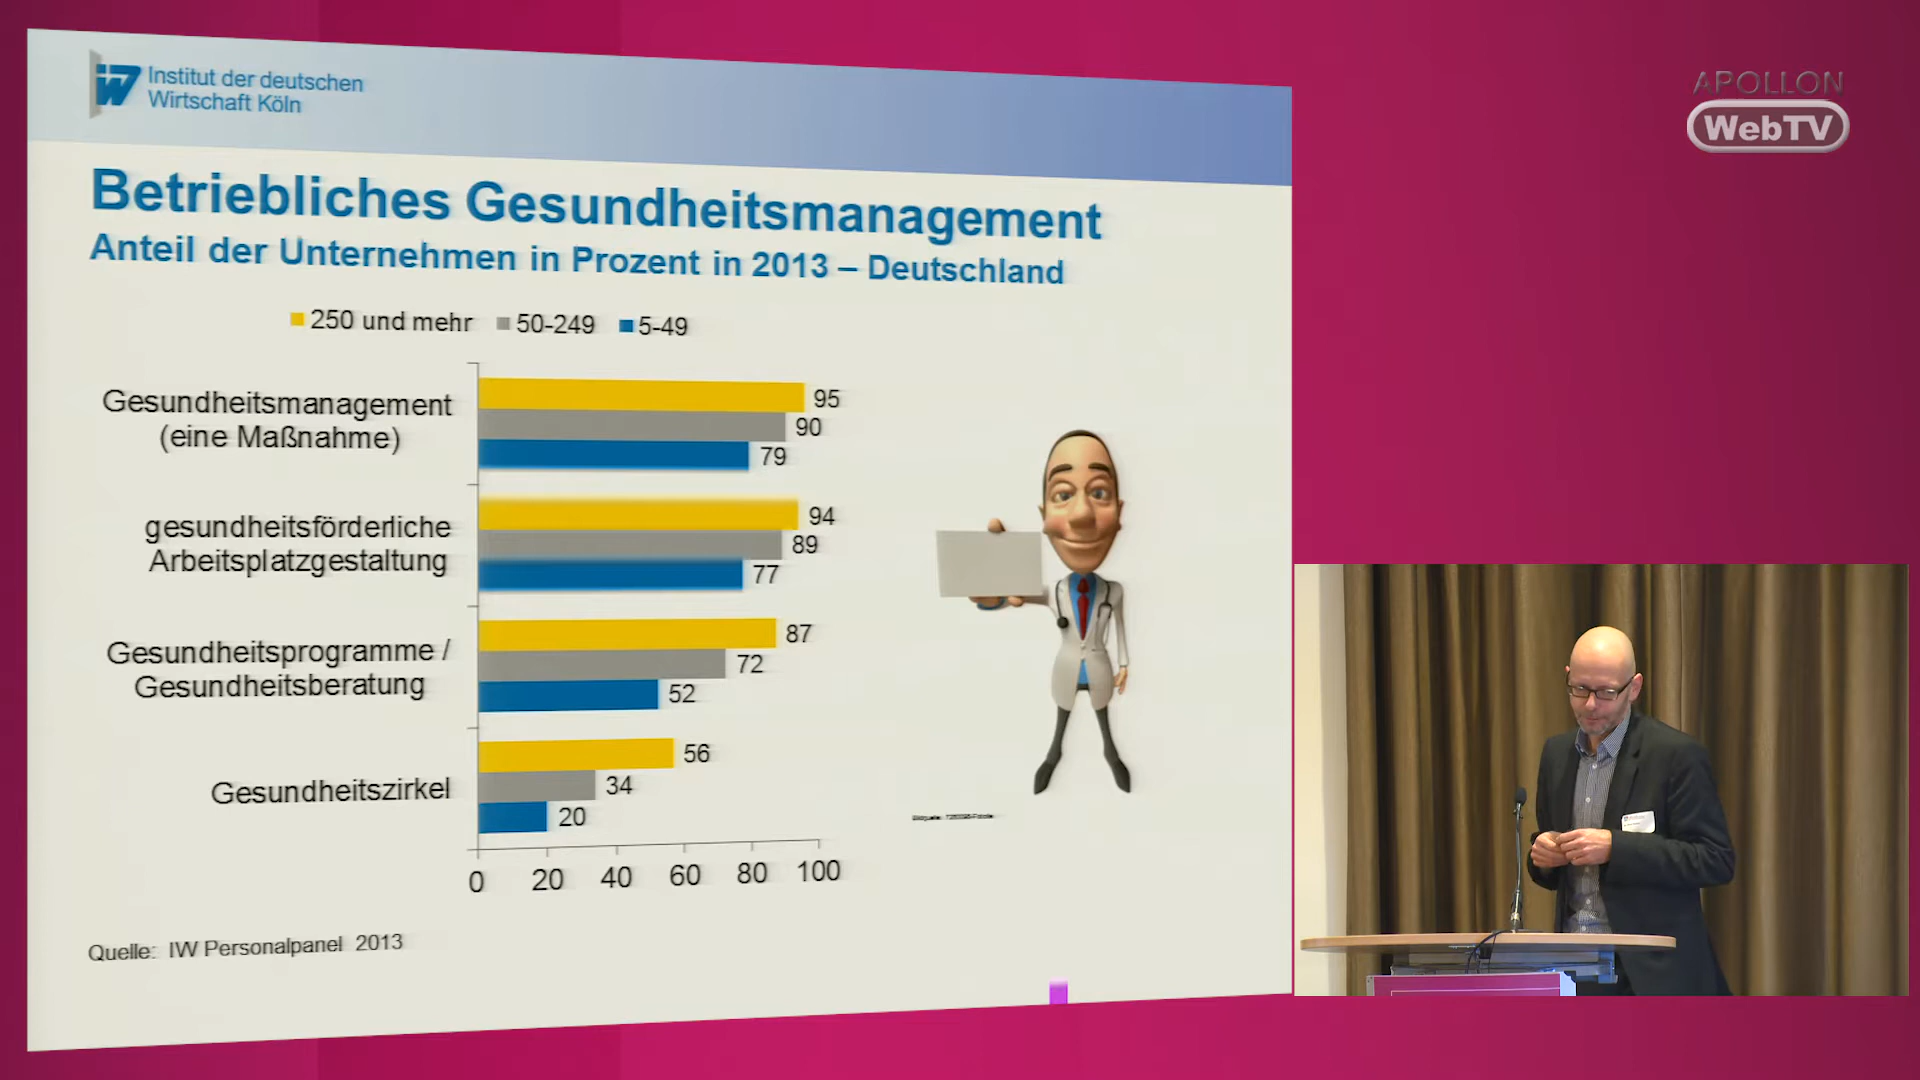 Institut der deutschen
Wirtschaft Köln
APOLLON
WebTV
Betriebliches Gesundheitsmanagement
Anteil der Unternehmen in Prozent in 2013 – Deutschland
250 und mehr 50-249 5-49
Gesundheitsmanagement
(eine Maßnahme)
95
90
79
gesundheitsförderliche
Arbeitsplatzgestaltung
94
89
77
Gesundheitsprogramme /
Gesundheitsberatung
87
72
52
Gesundheitszirkel
56
34
20
0 20 40 60 80 100
Quelle: IW Personalpanel 2013